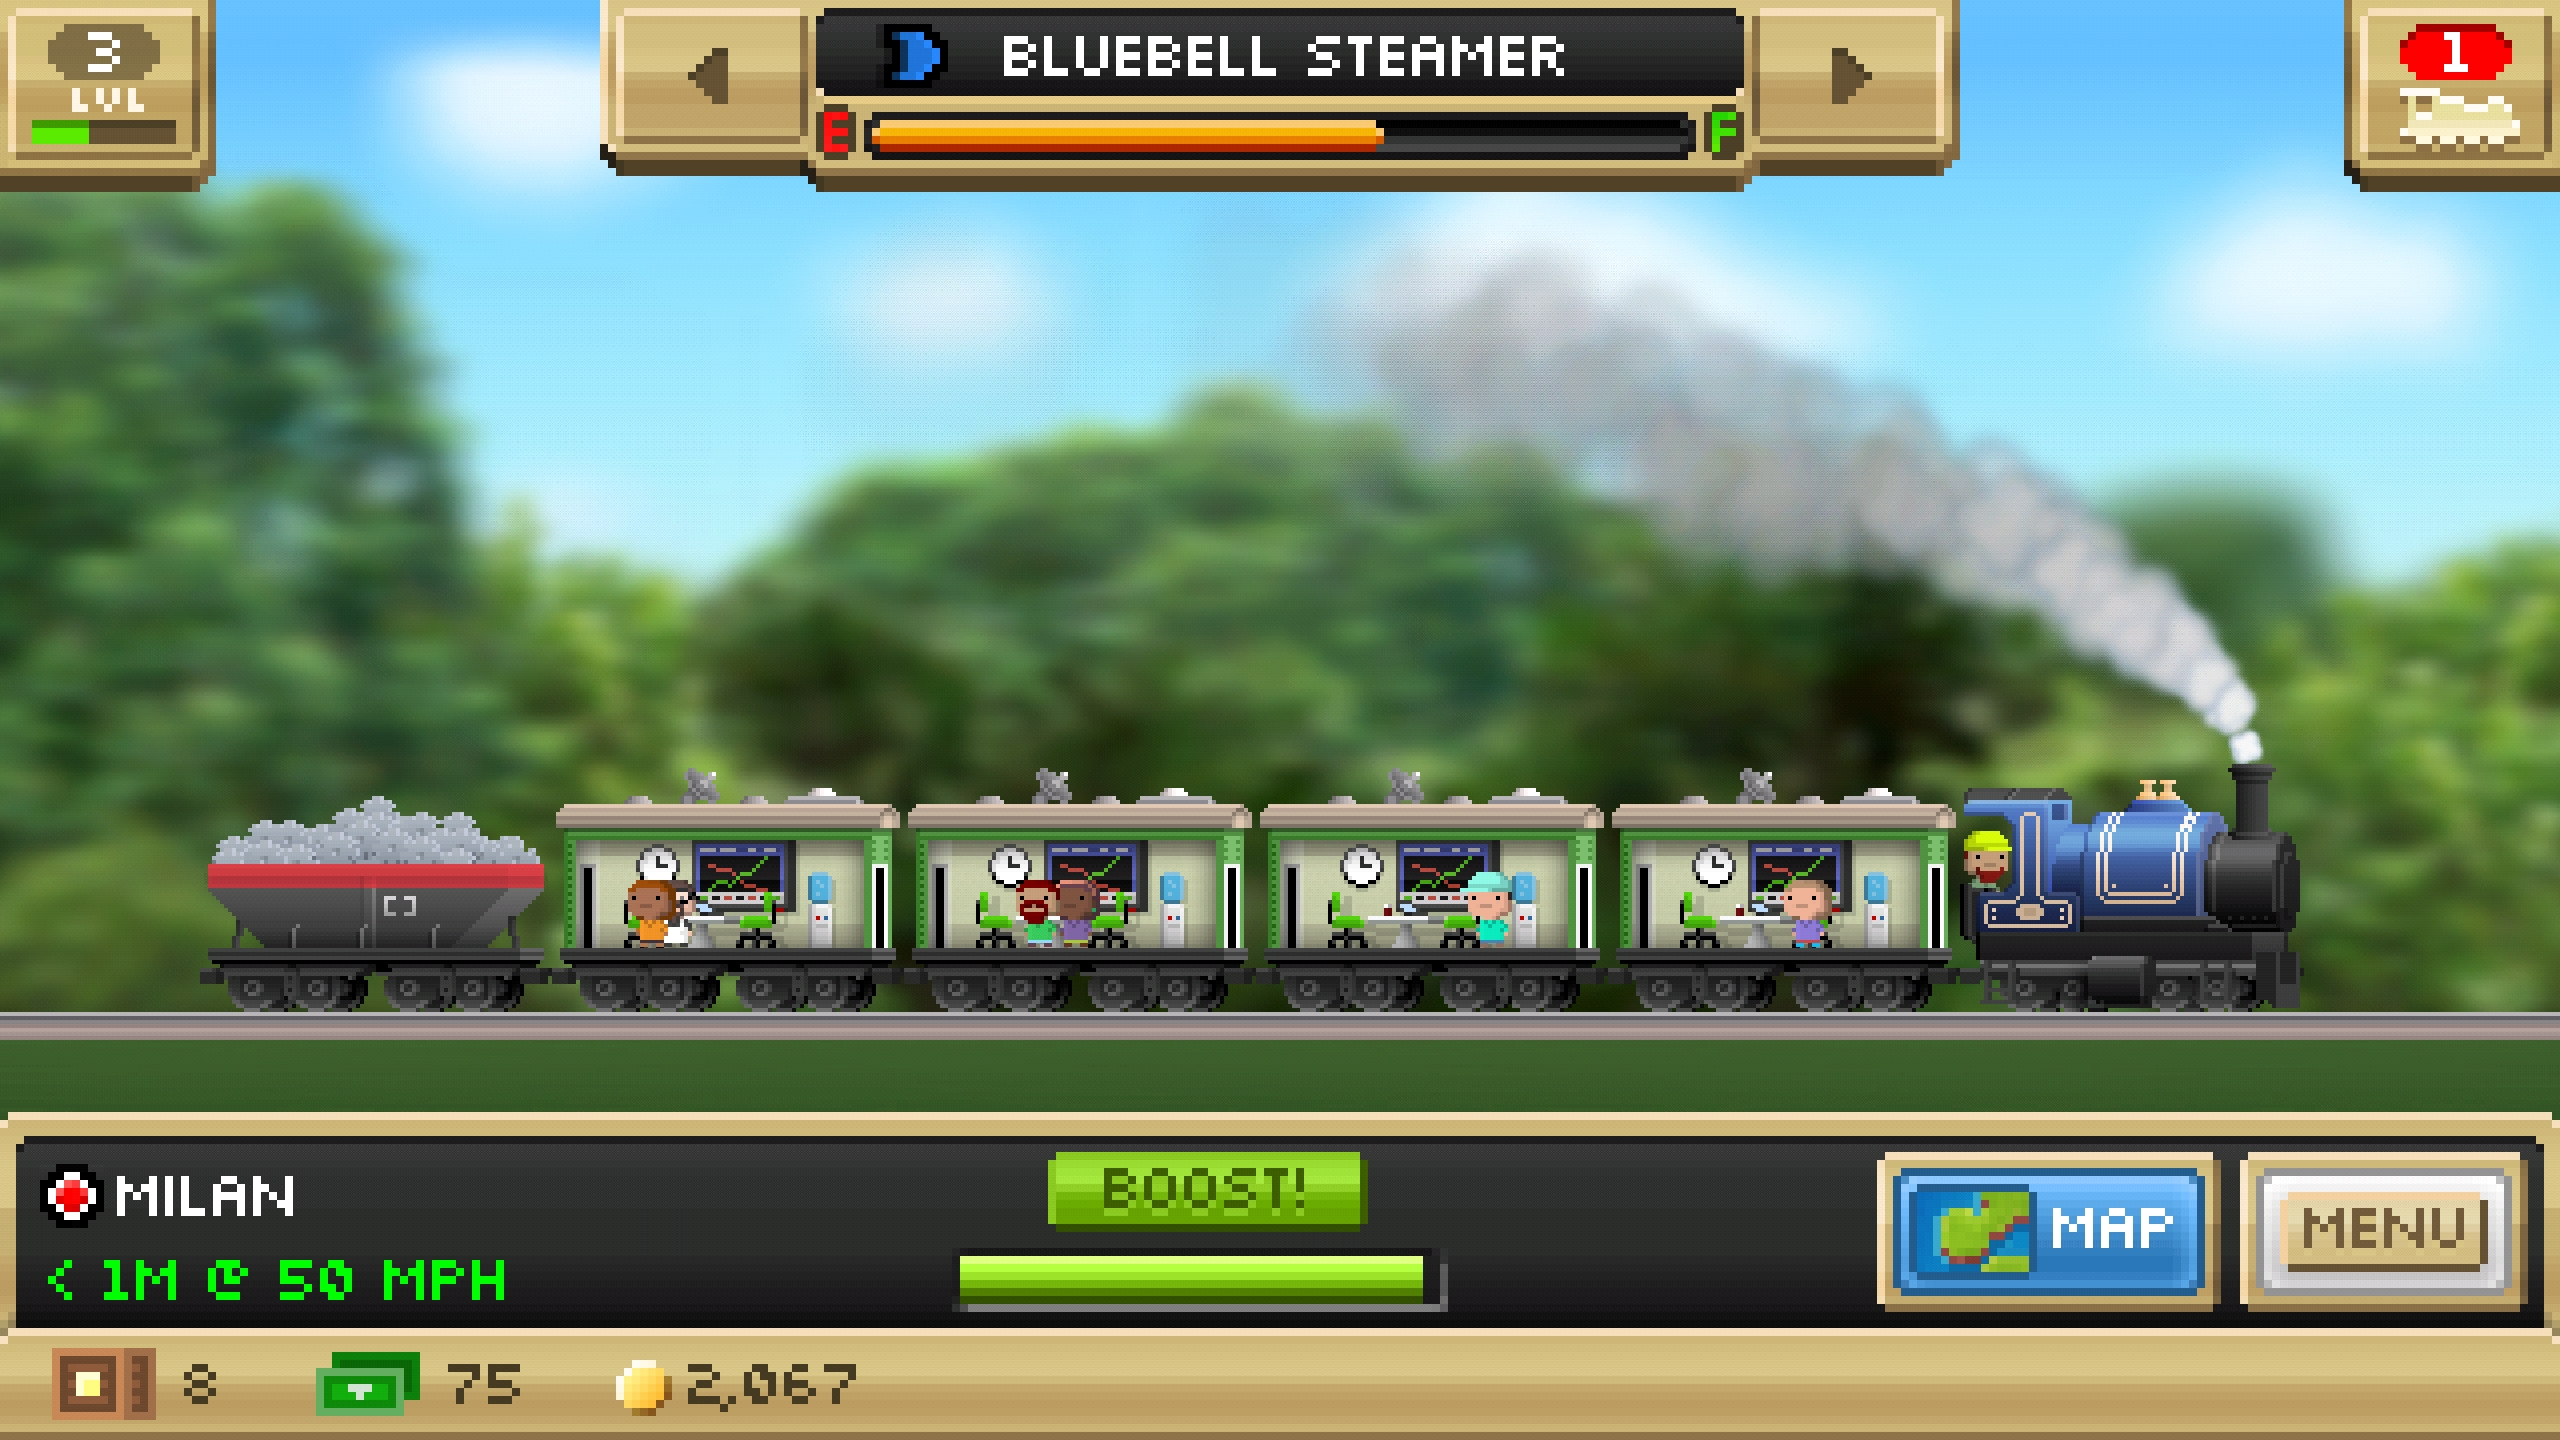 3
LVL
BLUEBELL STEAMER
E F
1
MILAN
< 1M @ 50 MPH
BOOST!
MAP
MENU
8 75 2,067